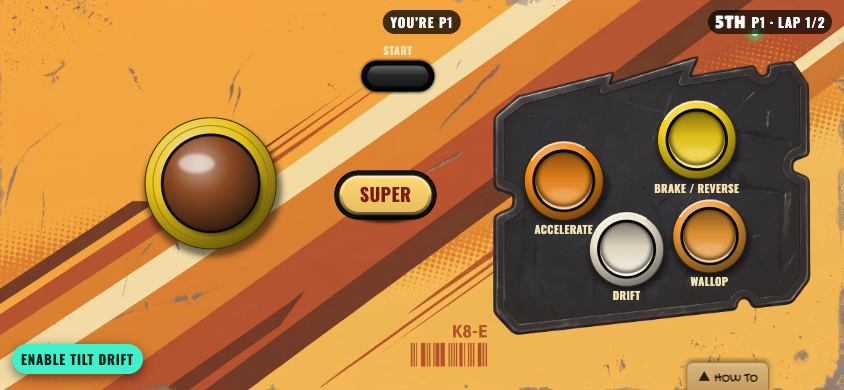 YOU'RE P1
5TH P1 - LAP 1/2
START
SUPER
BRAKE / REVERSE
ACCELERATE
WALLOP
DRIFT
K8-E
ENABLE TILT DRIFT
▲ HOW TO